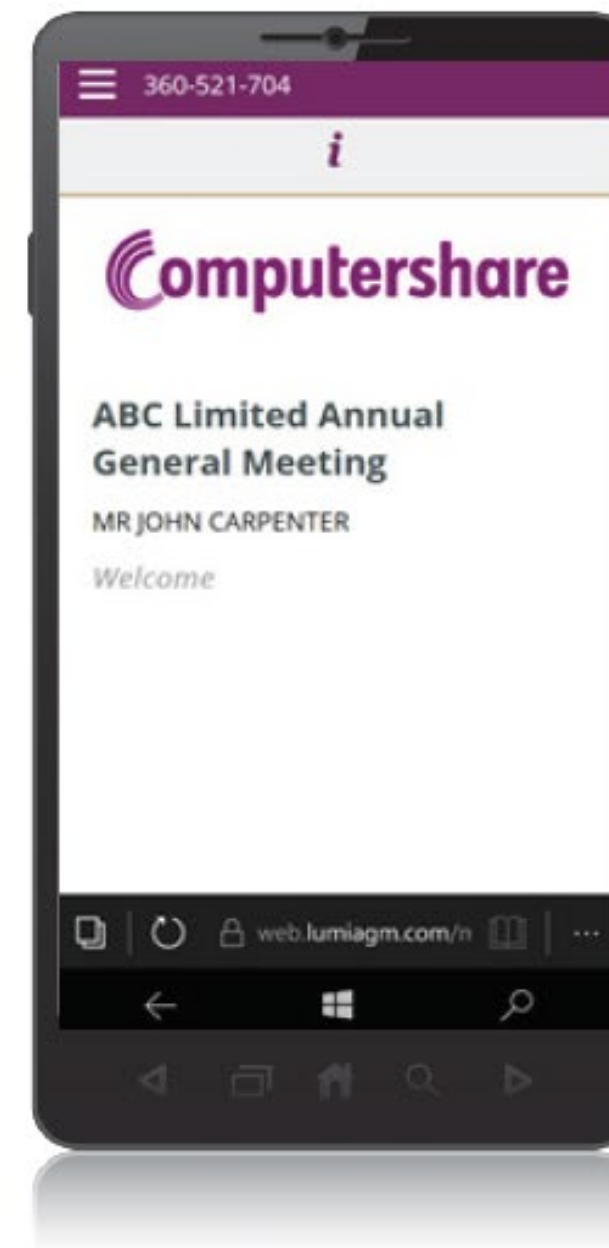 360-521-704
i
Computershare
ABC Limited Annual
General Meeting
MR JOHN CARPENTER
Welcome
web.lumiagm.com/n